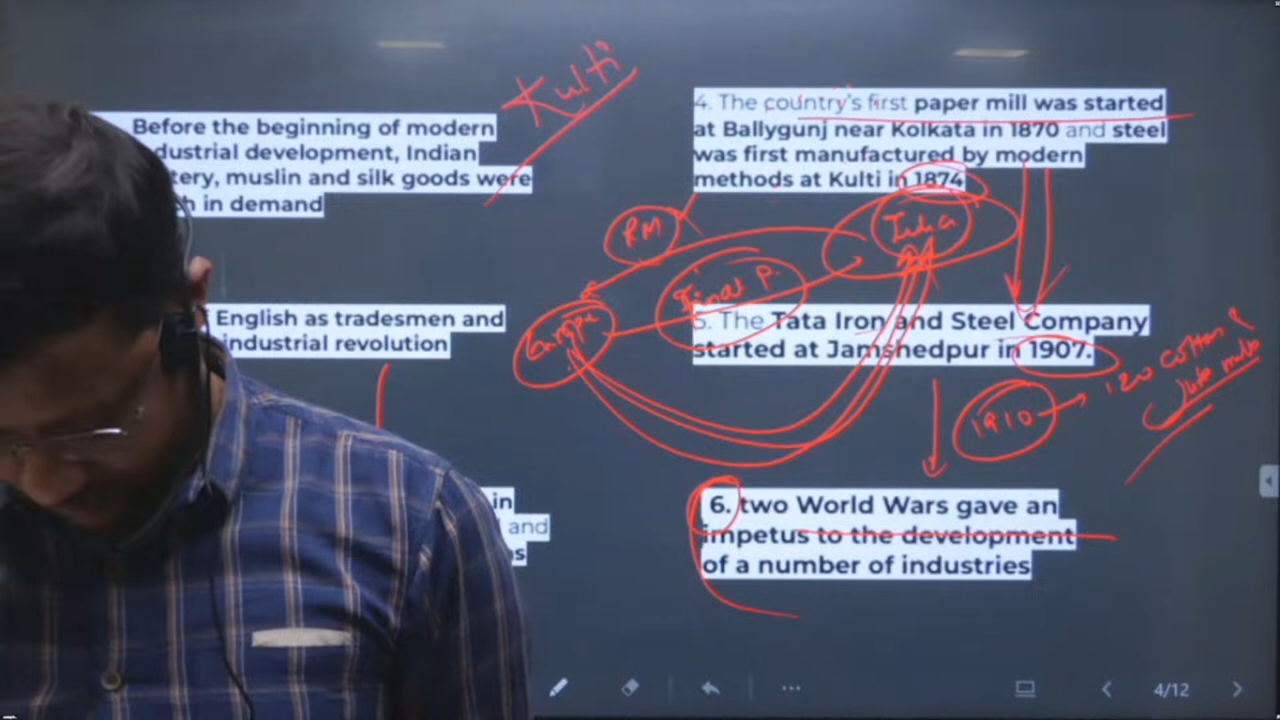 Before the beginning of modern
dustrial development, Indian
tery, muslin and silk goods were
h in demand
English as tradesmen and
industrial revolution
in
and
s
Kulti
4. The country's first paper mill was started
at Ballygunj near Kolkata in 1870 and steel
was first manufactured by modern
methods at Kulti in 1874
RM
India
Final P.
Europe
5. The Tata Iron and Steel Company
started at Jamshedpur in 1907.
1910 → 120 cotton &
Jute mills
6. two World Wars gave an
impetus to the development
of a number of industries
4/12